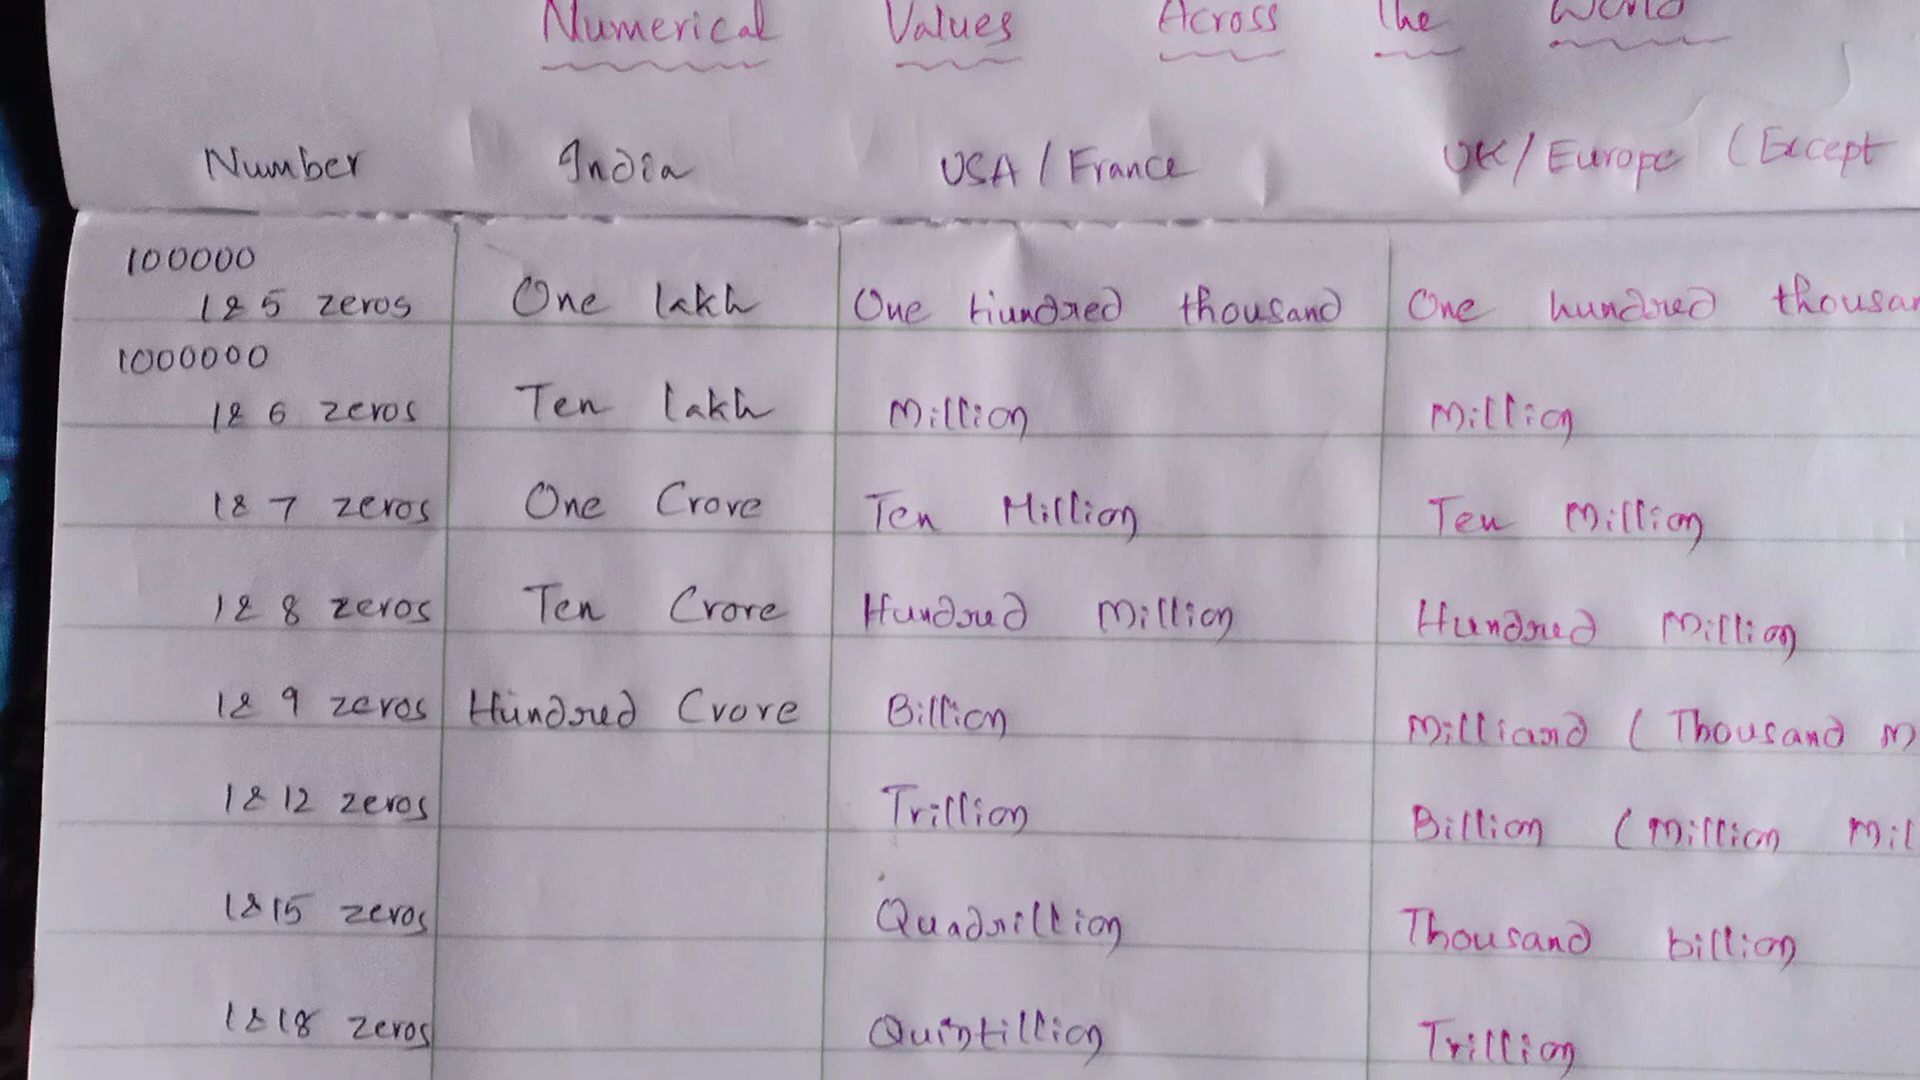 Numerical Values Across The World
Number India USA / France UK / Europe (Except
100000
1 & 5 zeros One lakh One hundred thousand One hundred thousan
1000000
1 & 6 zeros Ten lakh Million Million
1 & 7 zeros One Crore Ten Million Ten Million
1 & 8 zeros Ten Crore Hundred Million Hundred Million
1 & 9 zeros Hundred Crore Billion Milliard (Thousand M
1 & 12 zeros Trillion Billion (Million Mil
1 & 15 zeros Quadrillion Thousand billion
1 & 18 zeros Quintillion Trillion